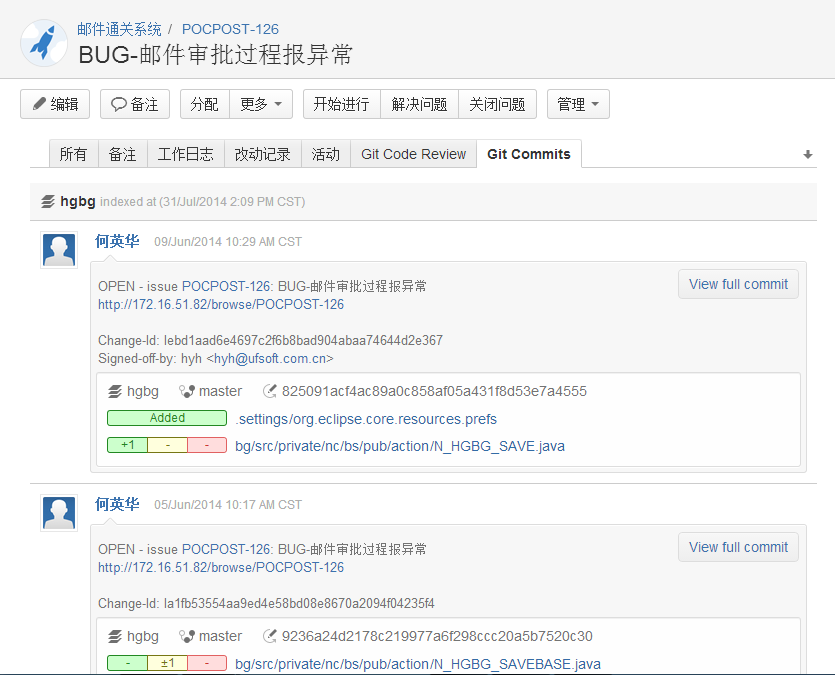 邮件通关系统 / POCPOST-126
BUG-邮件审批过程报异常
编辑 备注 分配 更多 开始进行 解决问题 关闭问题 管理
所有 备注 工作日志 改动记录 活动 Git Code Review Git Commits
hgbg indexed at (31/Jul/2014 2:09 PM CST)
何英华 09/Jun/2014 10:29 AM CST
OPEN - issue POCPOST-126: BUG-邮件审批过程报异常 View full commit
http://172.16.51.82/browse/POCPOST-126
Change-Id: Iebd1aad6e4697c2f6b8bad904abaa74644d2e367
Signed-off-by: hyh <hyh@ufsoft.com.cn>
hgbg master 825091acf4ac89a0c858af05a431f8d53e7a4555
Added .settings/org.eclipse.core.resources.prefs
+1 - - bg/src/private/nc/bs/pub/action/N_HGBG_SAVE.java
何英华 05/Jun/2014 10:17 AM CST
OPEN - issue POCPOST-126: BUG-邮件审批过程报异常 View full commit
http://172.16.51.82/browse/POCPOST-126
Change-Id: Ia1fb53554aa9ed4e58bd08e8670a2094f04235f4
hgbg master 9236a24d2178c219977a6f298ccc20a5b7520c30
- ±1 - bg/src/private/nc/bs/pub/action/N_HGBG_SAVEBASE.java